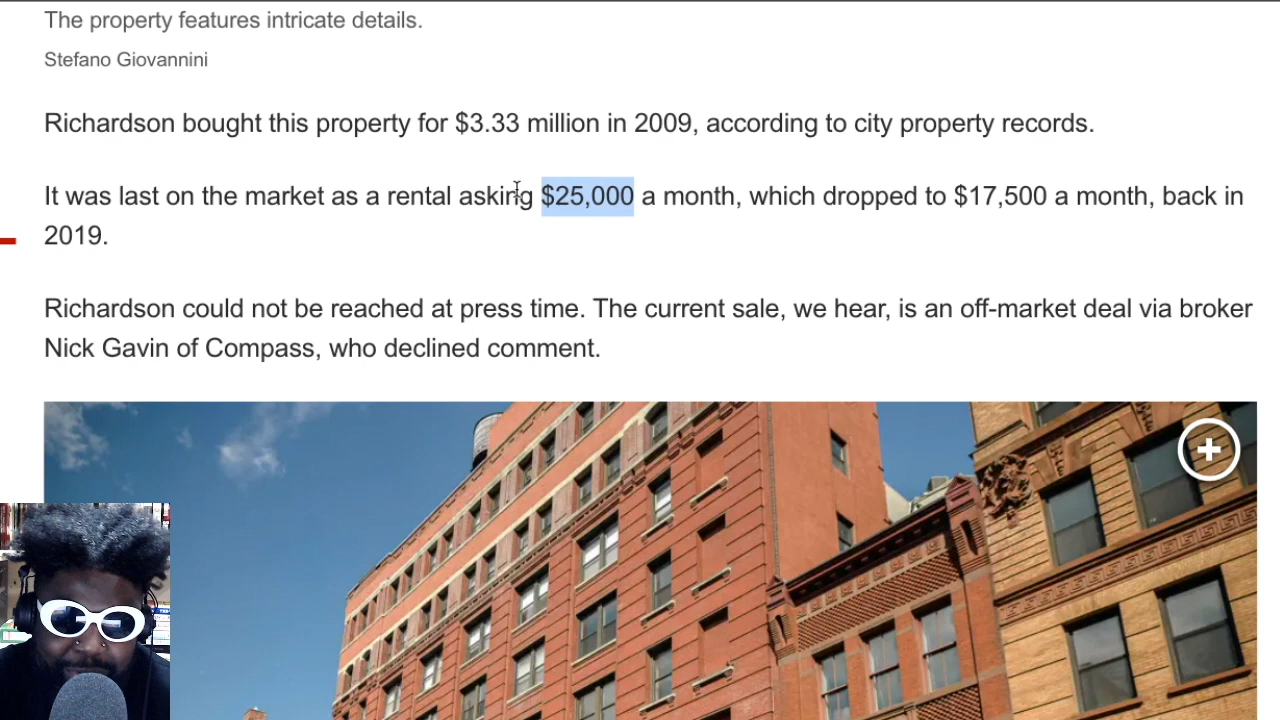 The property features intricate details.
Stefano Giovannini
Richardson bought this property for $3.33 million in 2009, according to city property records.
It was last on the market as a rental asking $25,000 a month, which dropped to $17,500 a month, back in
2019.
Richardson could not be reached at press time. The current sale, we hear, is an off-market deal via broker
Nick Gavin of Compass, who declined comment.